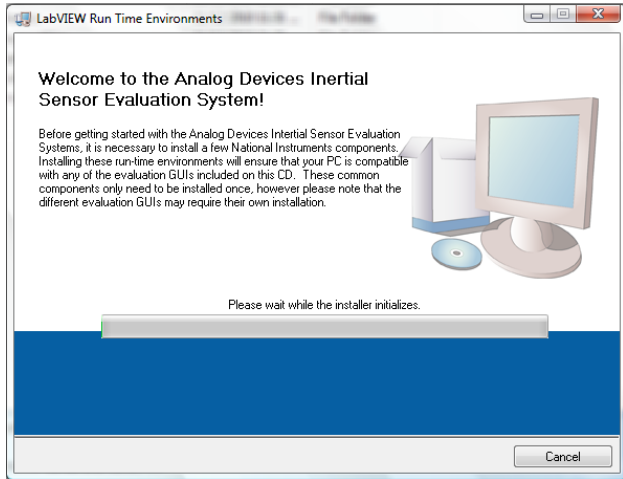 LabVIEW Run Time Environments
Welcome to the Analog Devices Inertial
Sensor Evaluation System!
Before getting started with the Analog Devices Intertial Sensor Evaluation
Systems, it is necessary to install a few National Instruments components.
Installing these run-time environments will ensure that your PC is compatible
with any of the evaluation GUIs included on this CD. These common
components only need to be installed once, however please note that the
different evaluation GUIs may require their own installation.
Please wait while the installer initializes.
Cancel